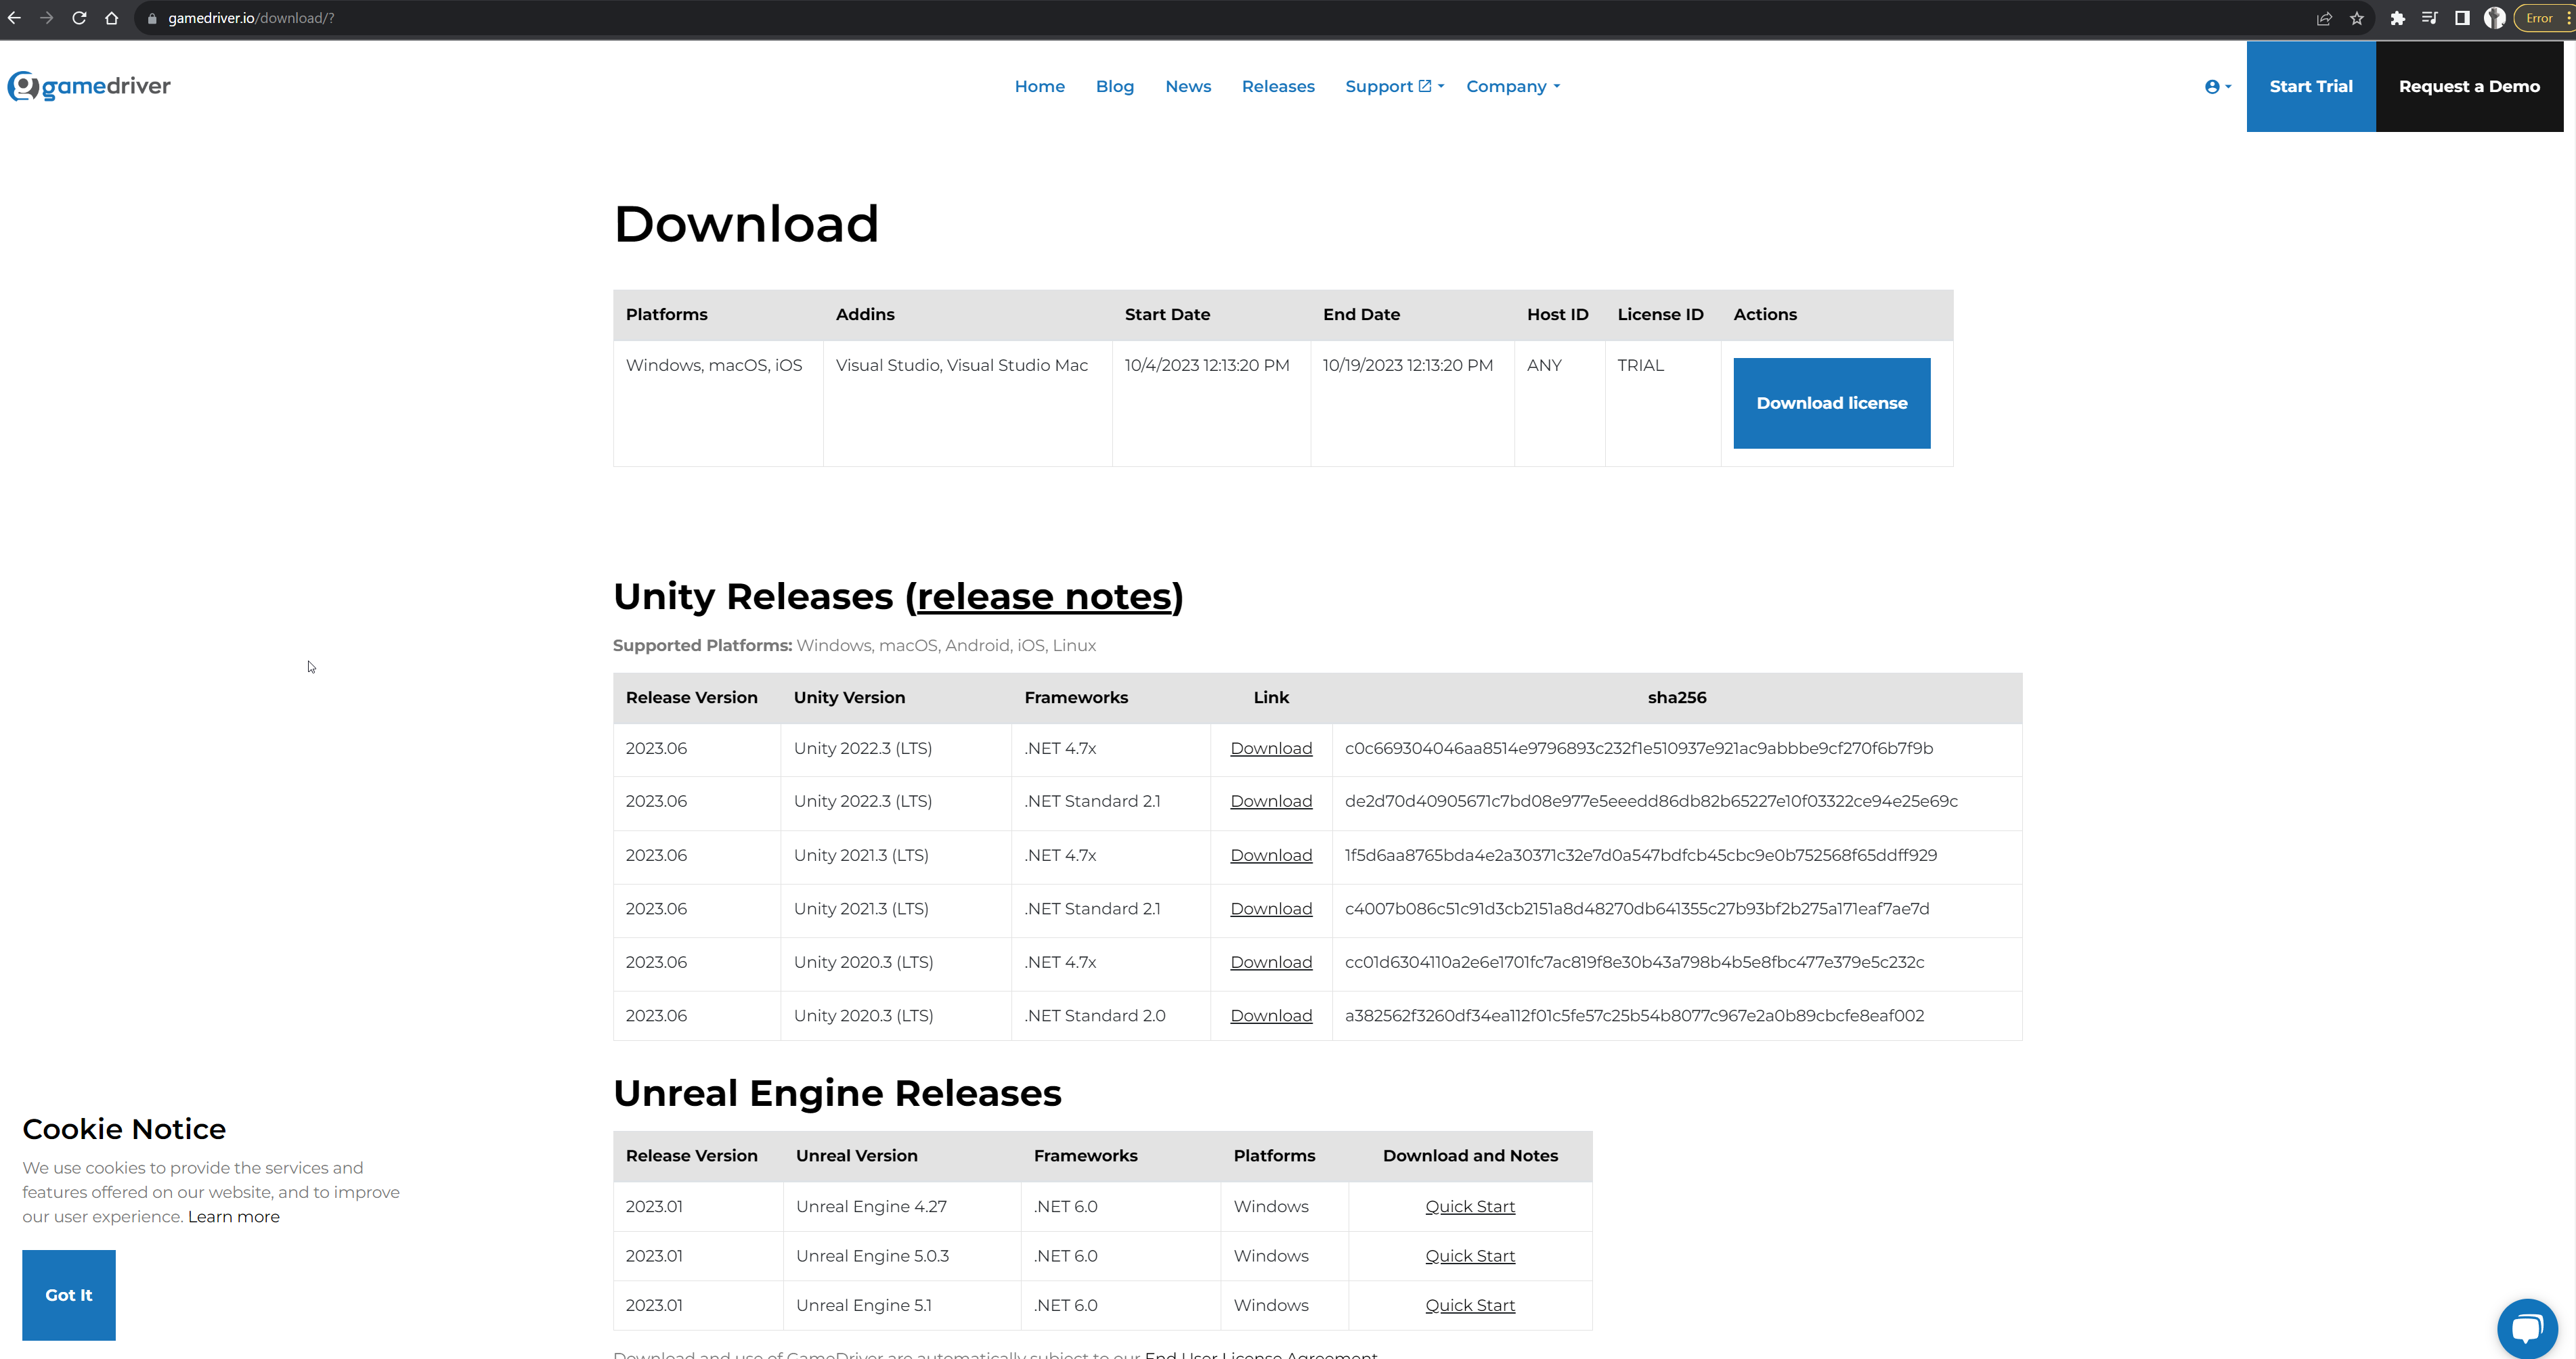 gamedriver.io/download/?
Error
gamedriver
Home Blog News Releases Support Company
Start Trial Request a Demo
Download
Platforms Addins Start Date End Date Host ID License ID Actions
Windows, macOS, iOS Visual Studio, Visual Studio Mac 10/4/2023 12:13:20 PM 10/19/2023 12:13:20 PM ANY TRIAL
Download license
Unity Releases (release notes)
Supported Platforms: Windows, macOS, Android, iOS, Linux
Release Version Unity Version Frameworks Link sha256
2023.06 Unity 2022.3 (LTS) .NET 4.7x Download c0c669304046aa8514e9796893c232f1e510937e921ac9abbbe9cf270f6b7f9b
2023.06 Unity 2022.3 (LTS) .NET Standard 2.1 Download de2d70d40905671c7bd08e977e5eeedd86db82b65227e10f03322ce94e25e69c
2023.06 Unity 2021.3 (LTS) .NET 4.7x Download 1f5d6aa8765bda4e2a30371c32e7d0a547bdfcb45cbc9e0b752568f65ddff929
2023.06 Unity 2021.3 (LTS) .NET Standard 2.1 Download c4007b086c51c91d3cb2151a8d48270db641355c27b93bf2b275a171eaf7ae7d
2023.06 Unity 2020.3 (LTS) .NET 4.7x Download cc01d6304110a2e6e1701fc7ac819f8e30b43a798b4b5e8fbc477e379e5c232c
2023.06 Unity 2020.3 (LTS) .NET Standard 2.0 Download a382562f3260df34ea112f01c5fe57c25b54b8077c967e2a0b89cbcfe8eaf002
Unreal Engine Releases
Release Version Unreal Version Frameworks Platforms Download and Notes
2023.01 Unreal Engine 4.27 .NET 6.0 Windows Quick Start
2023.01 Unreal Engine 5.0.3 .NET 6.0 Windows Quick Start
2023.01 Unreal Engine 5.1 .NET 6.0 Windows Quick Start
Download and use of GameDriver are automatically subject to our End User License Agreement
Cookie Notice
We use cookies to provide the services and
features offered on our website, and to improve
our user experience. Learn more
Got It